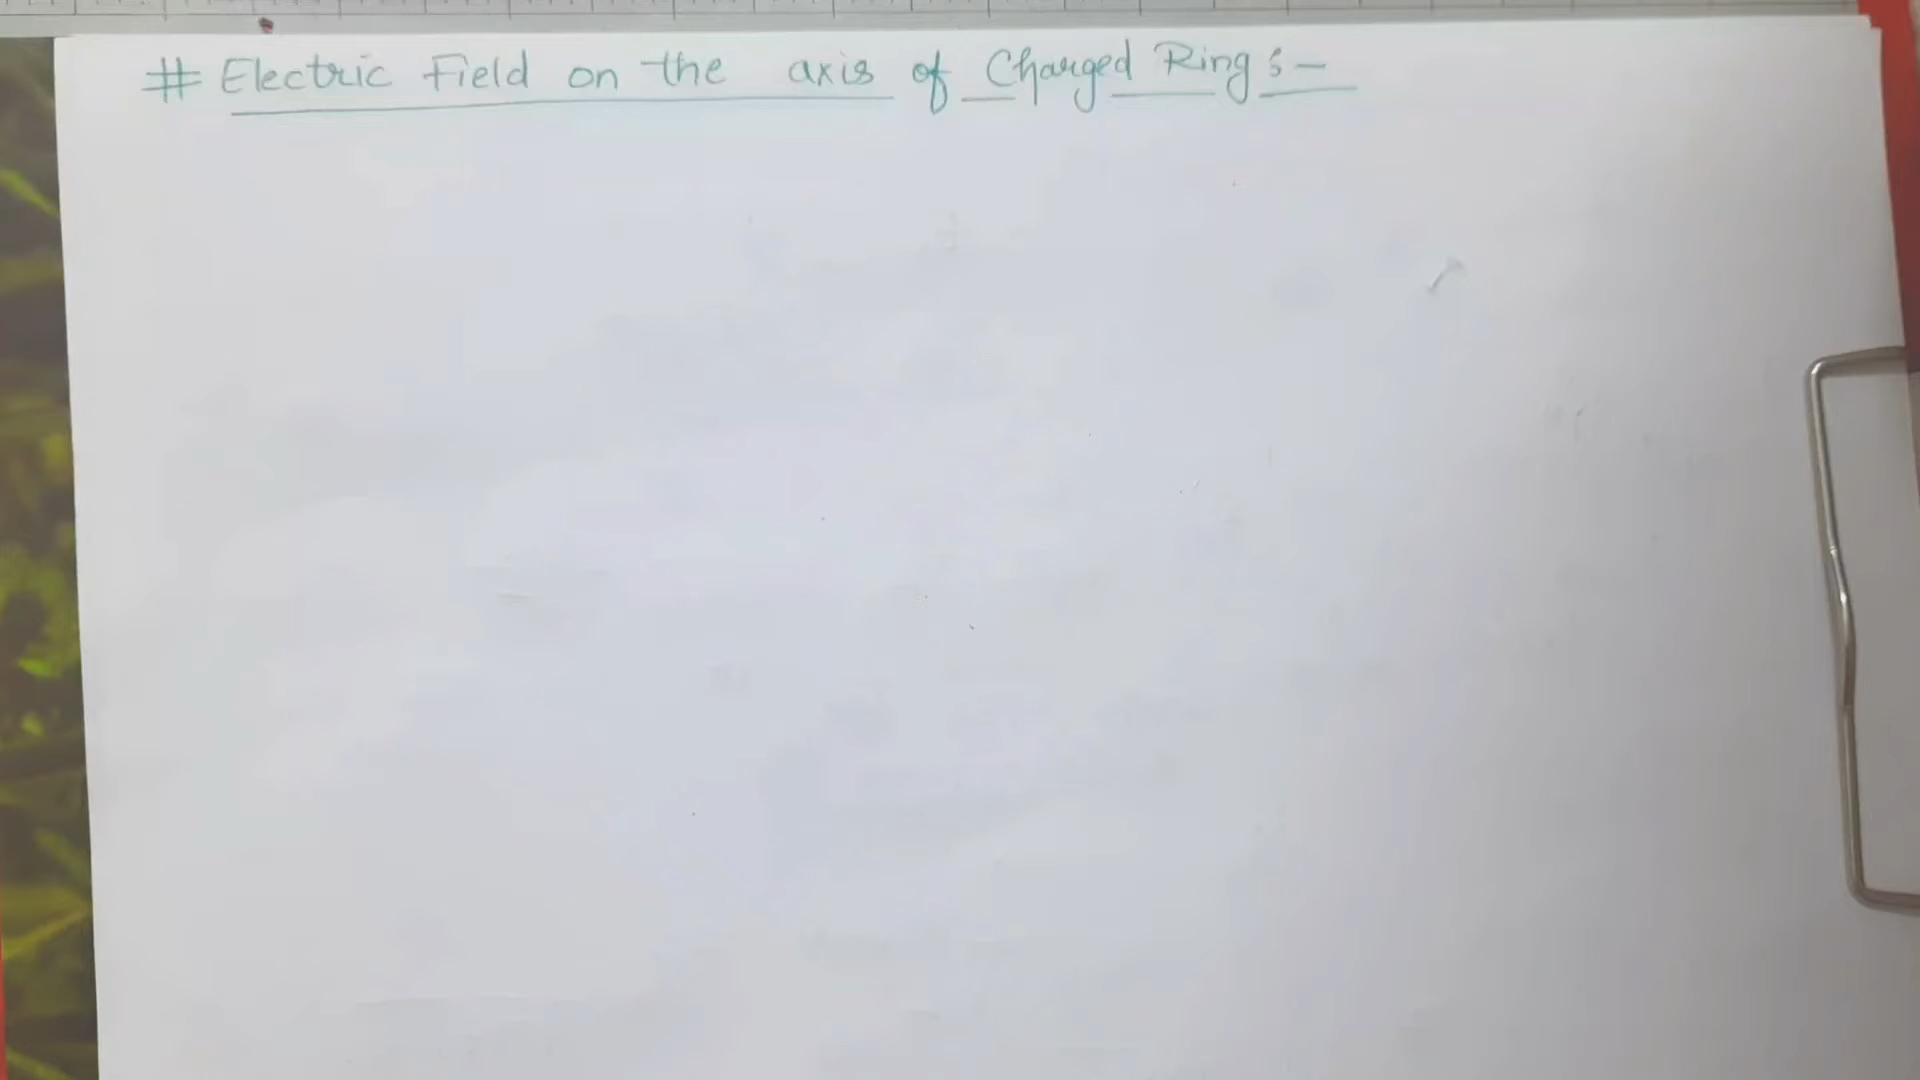 # Electric Field on the axis of Charged Ring :-